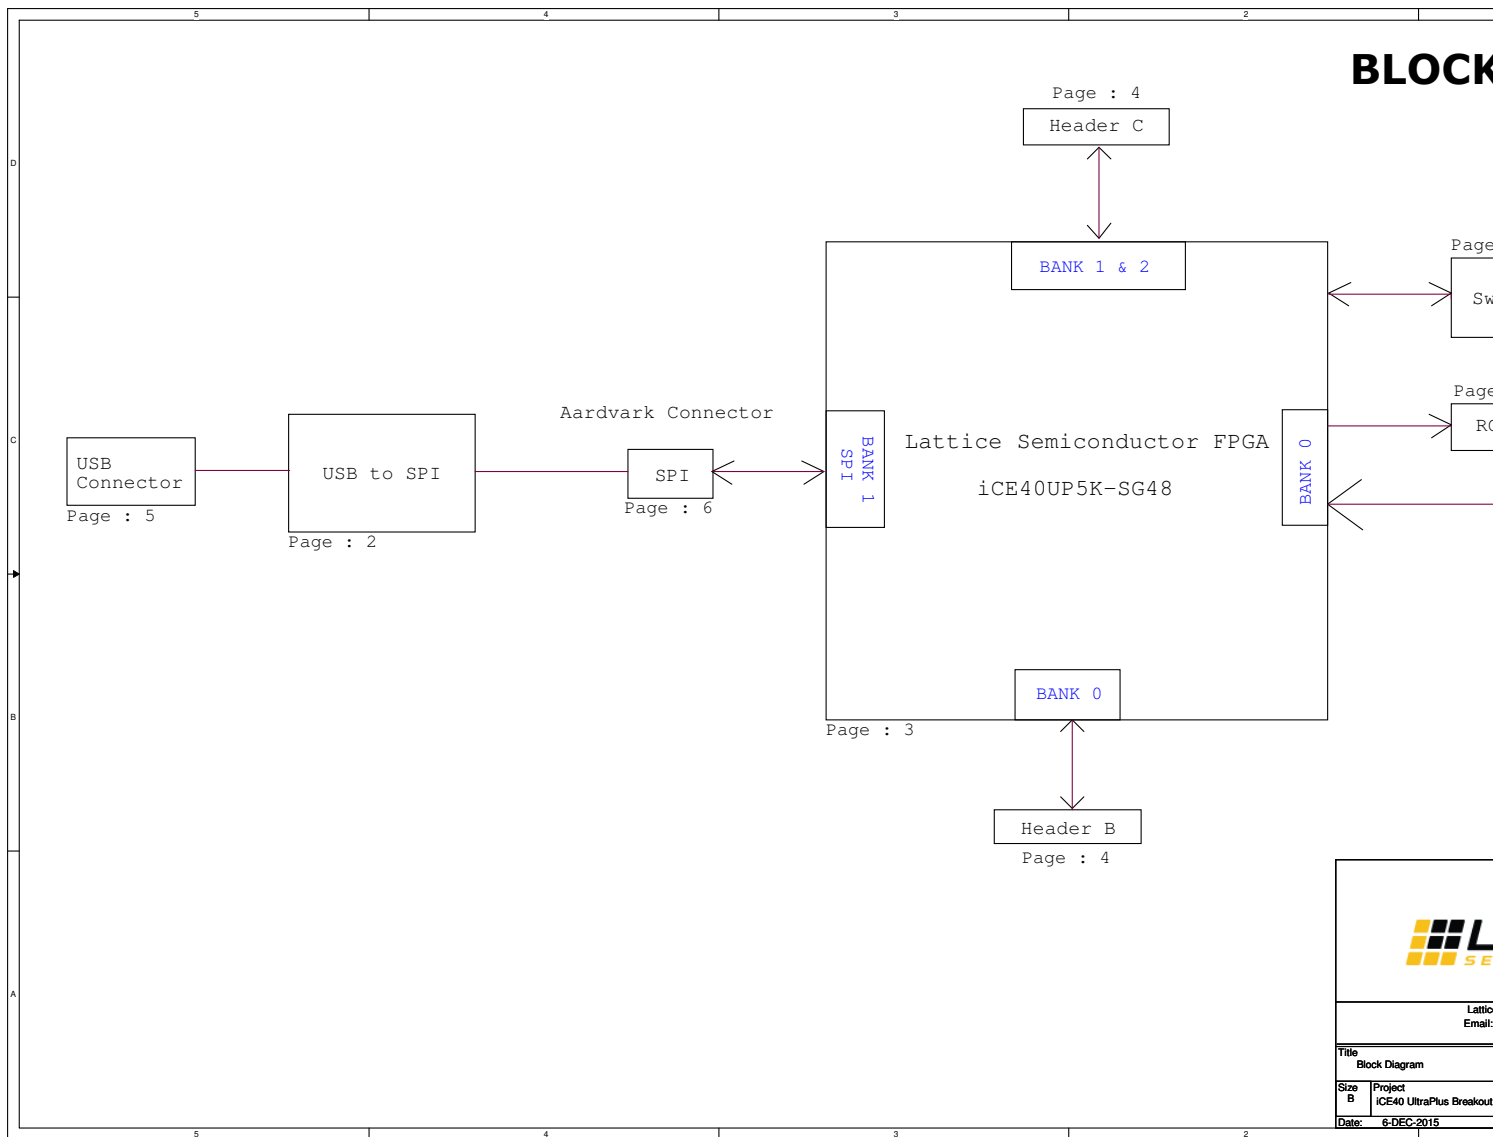 5 4 3 2
BLOCK
Page : 4
Header C
D
BANK 1 & 2
Page
Sw
Page
Aardvark Connector
C
USB
Connector
Page : 5
USB to SPI
Page : 2
SPI
Page : 6
BANK 1
SPI
Lattice Semiconductor FPGA
iCE40UP5K-SG48
BANK 0
BANK 0
Page : 3
B
Header B
Page : 4
A
L
SE
Lattice
Email:
Title
Block Diagram
Size
B
Project
iCE40 UltraPlus Breakout
Date: 6-DEC-2015
5 4 3 2